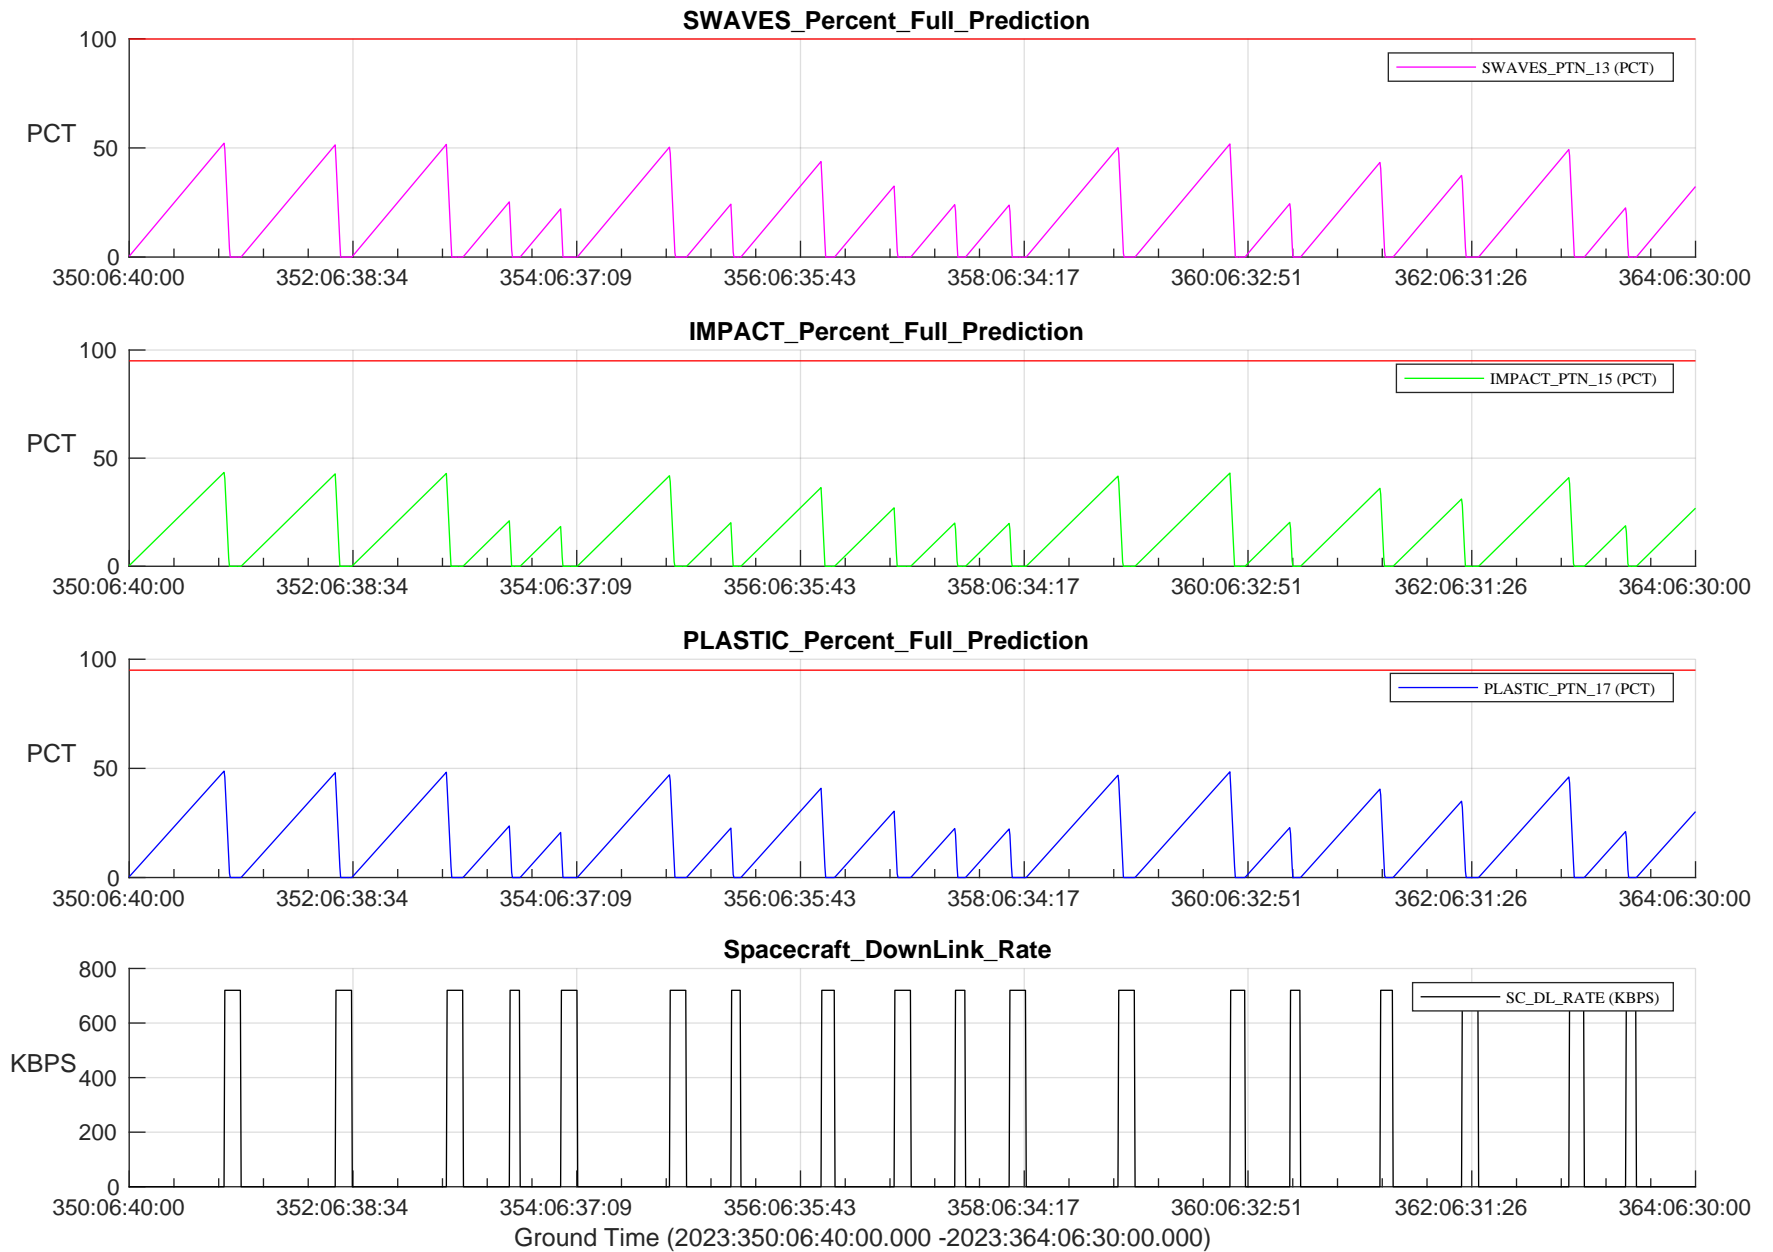 SWAVES_Percent_Full_Prediction
100
SWAVES_PTN_13 (PCT)
PCT
50
0
350:06:40:00 352:06:38:34 354:06:37:09 356:06:35:43 358:06:34:17 360:06:32:51 362:06:31:26 364:06:30:00
IMPACT_Percent_Full_Prediction
100
IMPACT_PTN_15 (PCT)
PCT
50
0
350:06:40:00 352:06:38:34 354:06:37:09 356:06:35:43 358:06:34:17 360:06:32:51 362:06:31:26 364:06:30:00
PLASTIC_Percent_Full_Prediction
100
PLASTIC_PTN_17 (PCT)
PCT
50
0
350:06:40:00 352:06:38:34 354:06:37:09 356:06:35:43 358:06:34:17 360:06:32:51 362:06:31:26 364:06:30:00
Spacecraft_DownLink_Rate
800
SC_DL_RATE (KBPS)
600
KBPS
400
200
0
350:06:40:00 352:06:38:34 354:06:37:09 356:06:35:43 358:06:34:17 360:06:32:51 362:06:31:26 364:06:30:00
Ground Time (2023:350:06:40:00.000 -2023:364:06:30:00.000)